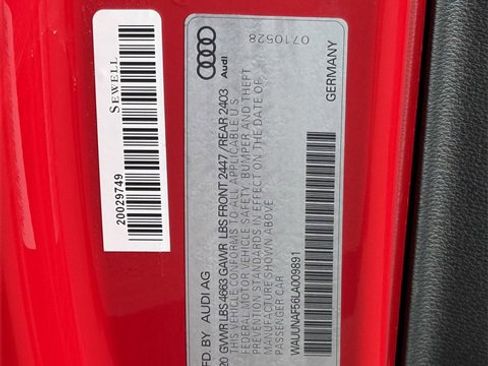 SEWELL
20029749
0710528
Audi
GERMANY
FD. BY AUDI AG
20 GVWR LBS 4663 GAWR LBS FRONT 2447 / REAR 2403
THIS VEHICLE CONFORMS TO ALL APPLICABLE U S
FEDERAL MOTOR VEHICLE SAFETY, BUMPER AND THEFT
PREVENTION STANDARDS IN EFFECT ON THE DATE OF
MANUFACTURE SHOWN ABOVE
PASSENGER CAR
WAUUNAF56LA009891